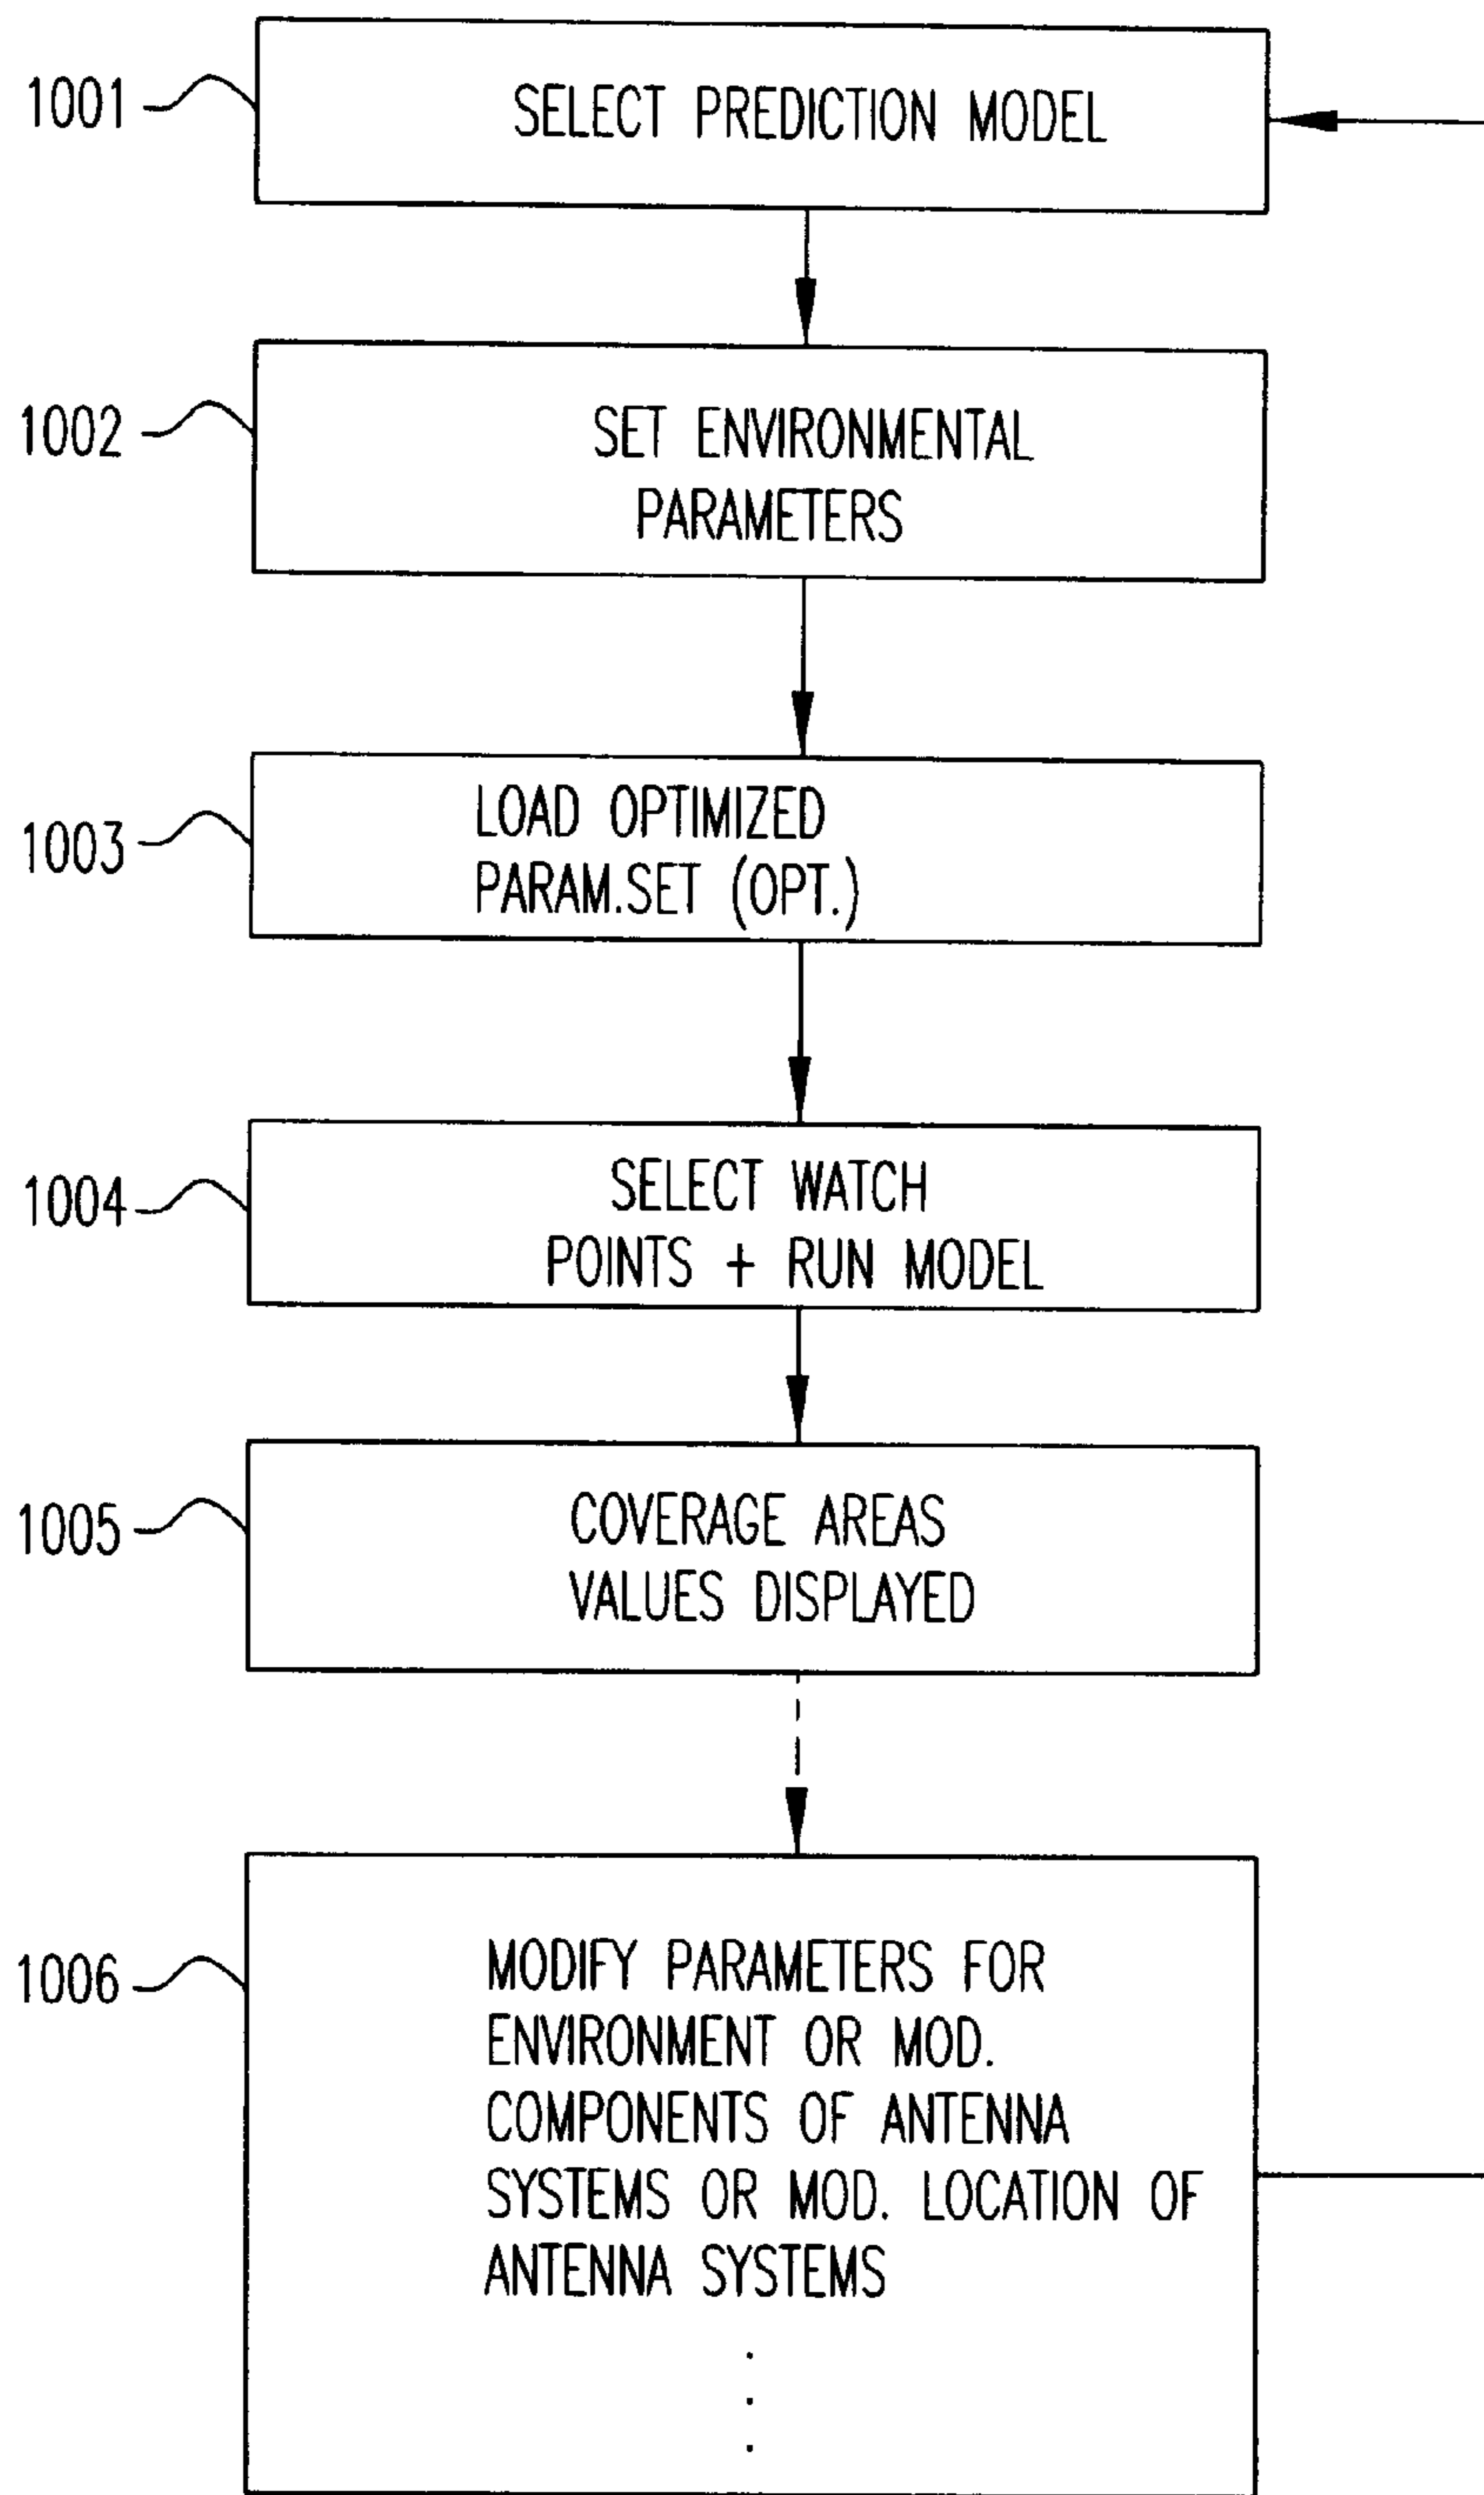 1001
SELECT PREDICTION MODEL
1002
SET ENVIRONMENTAL
PARAMETERS
1003
LOAD OPTIMIZED
PARAM.SET (OPT.)
1004
SELECT WATCH
POINTS + RUN MODEL
1005
COVERAGE AREAS
VALUES DISPLAYED
1006
MODIFY PARAMETERS FOR
ENVIRONMENT OR MOD.
COMPONENTS OF ANTENNA
SYSTEMS OR MOD. LOCATION OF
ANTENNA SYSTEMS
.
.
.